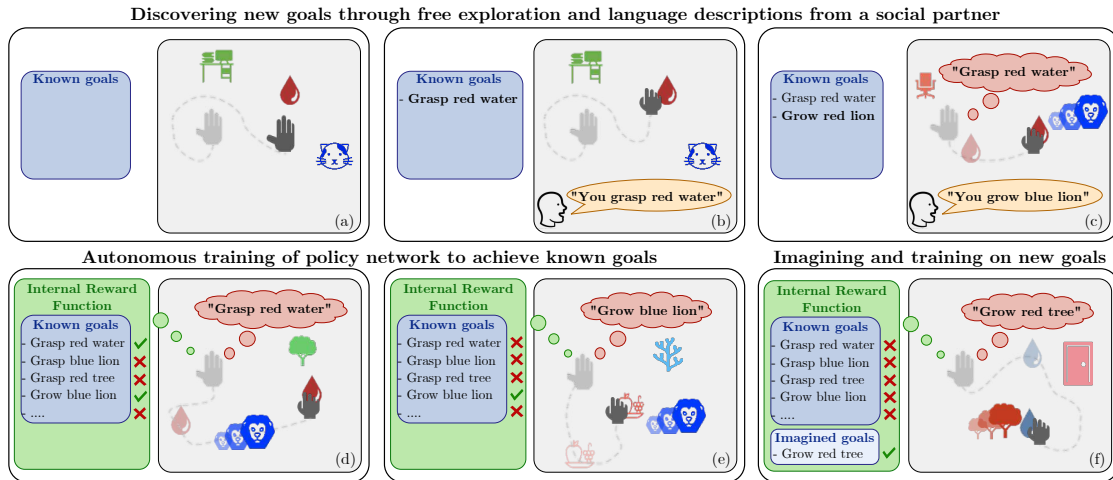 Discovering new goals through free exploration and language descriptions from a social partner
Known goals
(a)
Known goals
- Grasp red water
"You grasp red water"
(b)
Known goals
- Grasp red water
- Grow red lion
"Grasp red water"
"You grow blue lion"
(c)
Autonomous training of policy network to achieve known goals
Imagining and training on new goals
Internal Reward
Function
Known goals
- Grasp red water
- Grasp blue lion
- Grasp red tree
- Grow blue lion
- ....
"Grasp red water"
(d)
Internal Reward
Function
Known goals
- Grasp red water
- Grasp blue lion
- Grasp red tree
- Grow blue lion
- ....
"Grow blue lion"
(e)
Internal Reward
Function
Known goals
- Grasp red water
- Grasp blue lion
- Grasp red tree
- Grow blue lion
- ....
Imagined goals
- Grow red tree
"Grow red tree"
(f)